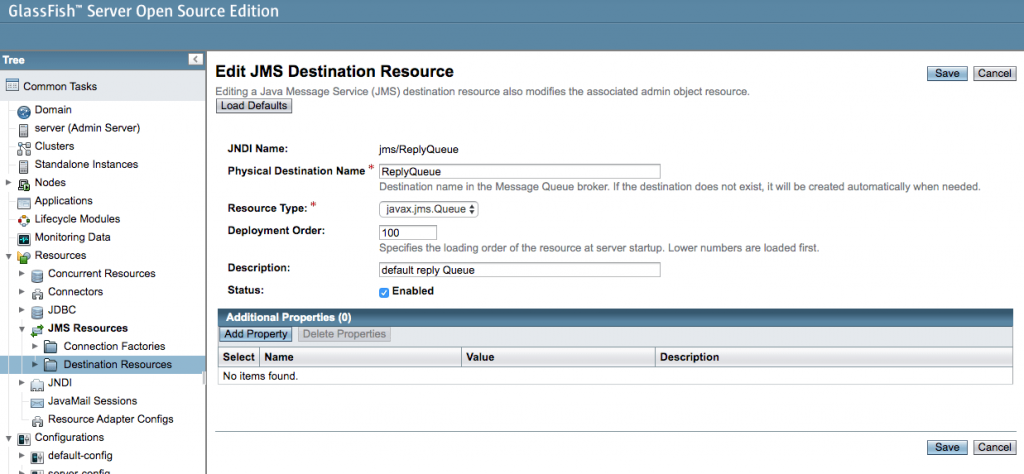 GlassFish™ Server Open Source Edition
Tree
Common Tasks
Domain
server (Admin Server)
Clusters
Standalone Instances
Nodes
Applications
Lifecycle Modules
Monitoring Data
Resources
Concurrent Resources
Connectors
JDBC
JMS Resources
Connection Factories
Destination Resources
JNDI
JavaMail Sessions
Resource Adapter Configs
Configurations
default-config
server-config
Edit JMS Destination Resource
Save Cancel
Editing a Java Message Service (JMS) destination resource also modifies the associated admin object resource.
Load Defaults
JNDI Name: jms/ReplyQueue
Physical Destination Name * ReplyQueue
Destination name in the Message Queue broker. If the destination does not exist, it will be created automatically when needed.
Resource Type: * javax.jms.Queue
Deployment Order: 100
Specifies the loading order of the resource at server startup. Lower numbers are loaded first.
Description: default reply Queue
Status: Enabled
Additional Properties (0)
Add Property Delete Properties
Select Name Value Description
No items found.
Save Cancel